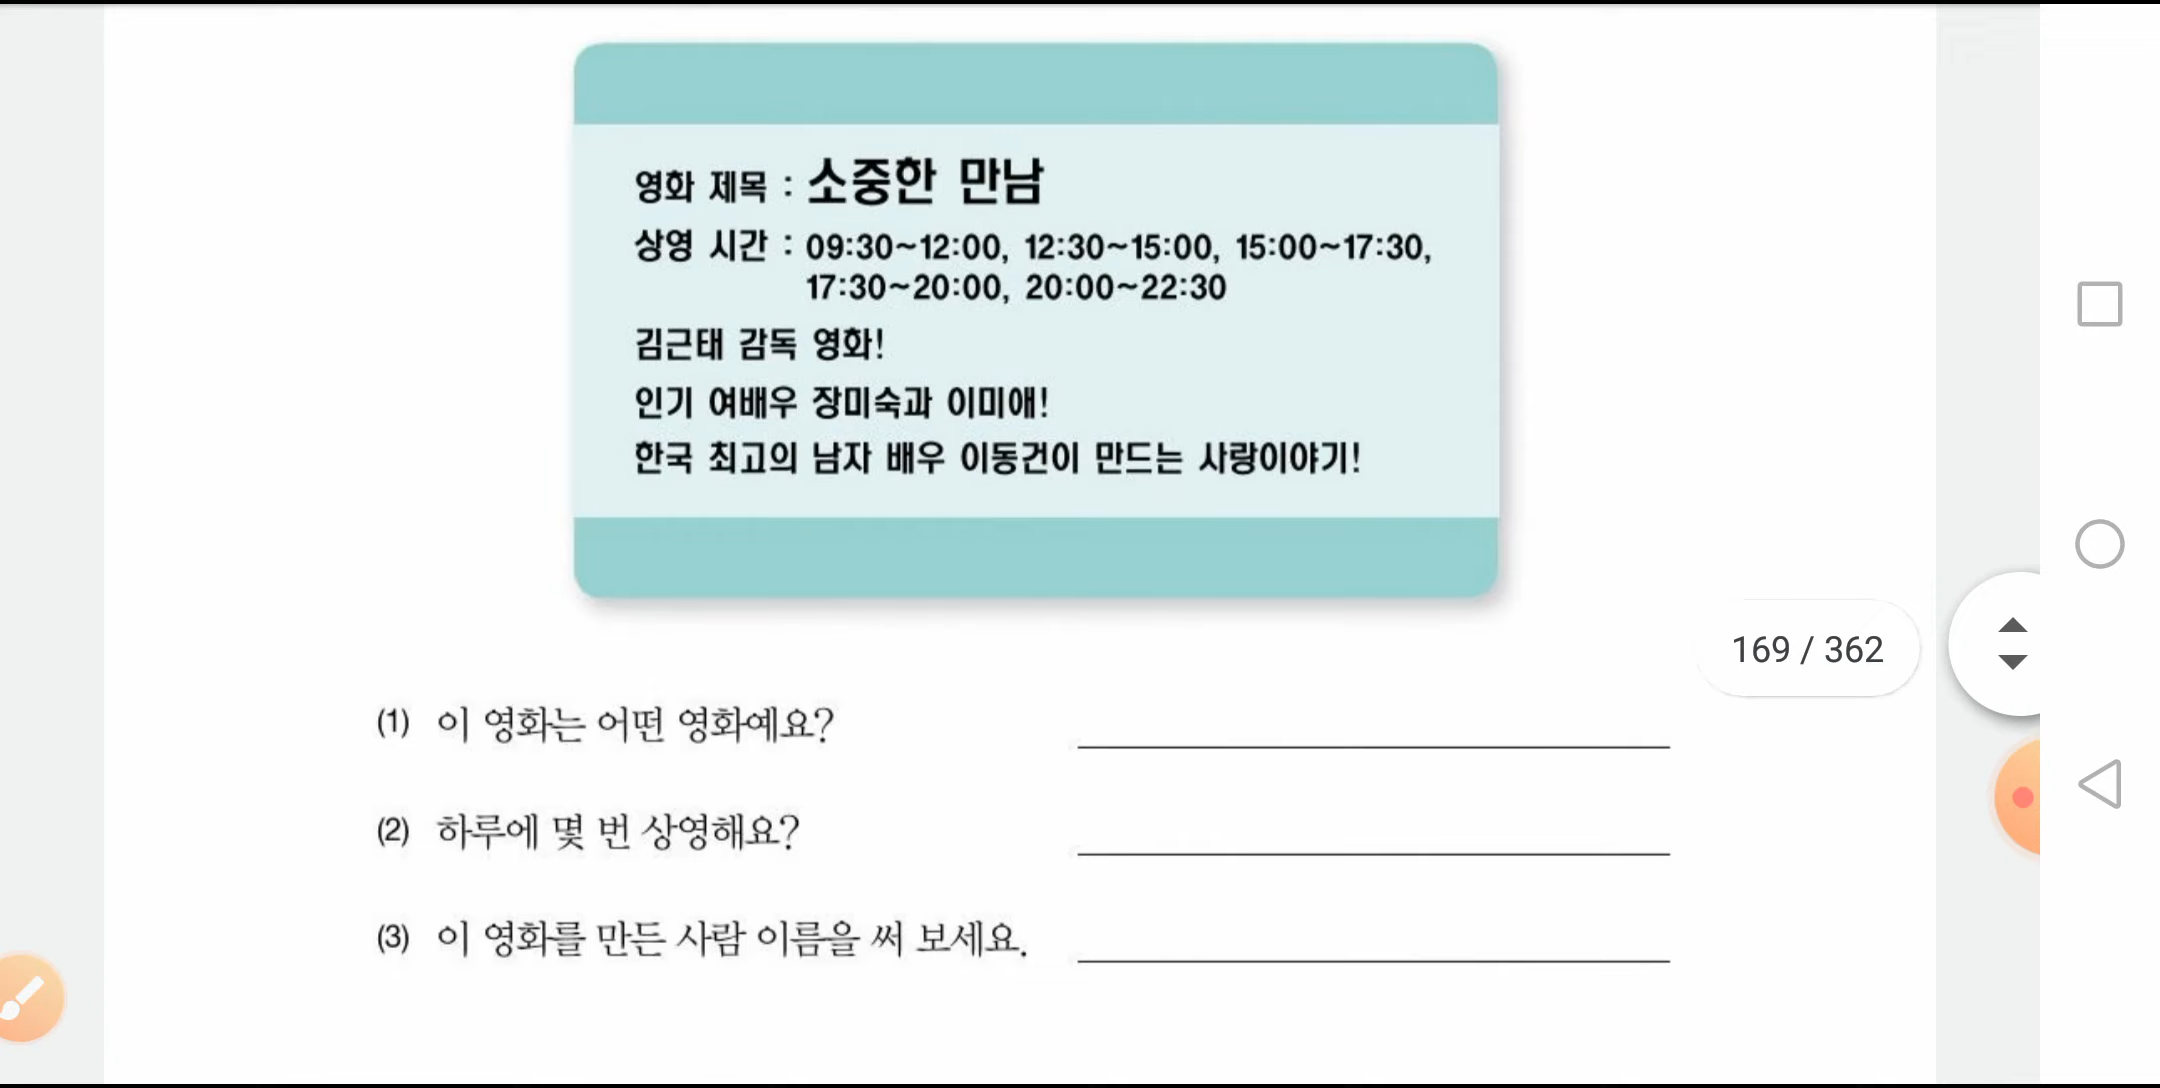 영화 제목 : 소중한 만남
상영 시간 : 09:30~12:00, 12:30~15:00, 15:00~17:30,
17:30~20:00, 20:00~22:30
김근태 감독 영화!
인기 여배우 장미숙과 이미애!
한국 최고의 남자 배우 이동건이 만드는 사랑이야기!
169 / 362
(1) 이 영화는 어떤 영화예요?
(2) 하루에 몇 번 상영해요?
(3) 이 영화를 만든 사람 이름을 써 보세요.